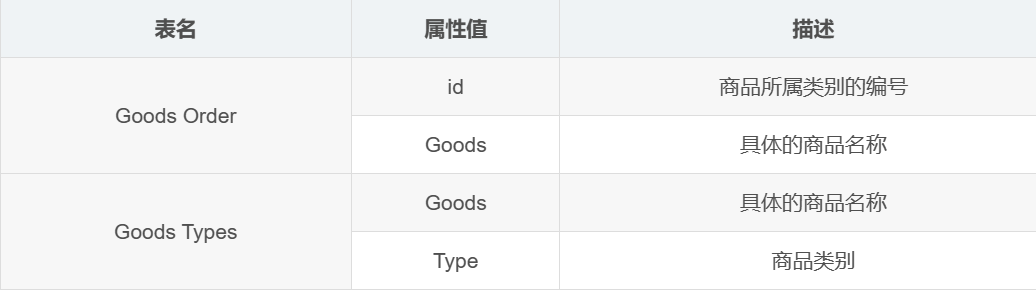 表名 属性值 描述
Goods Order id 商品所属类别的编号
Goods 具体的商品名称
Goods Types Goods 具体的商品名称
Type 商品类别